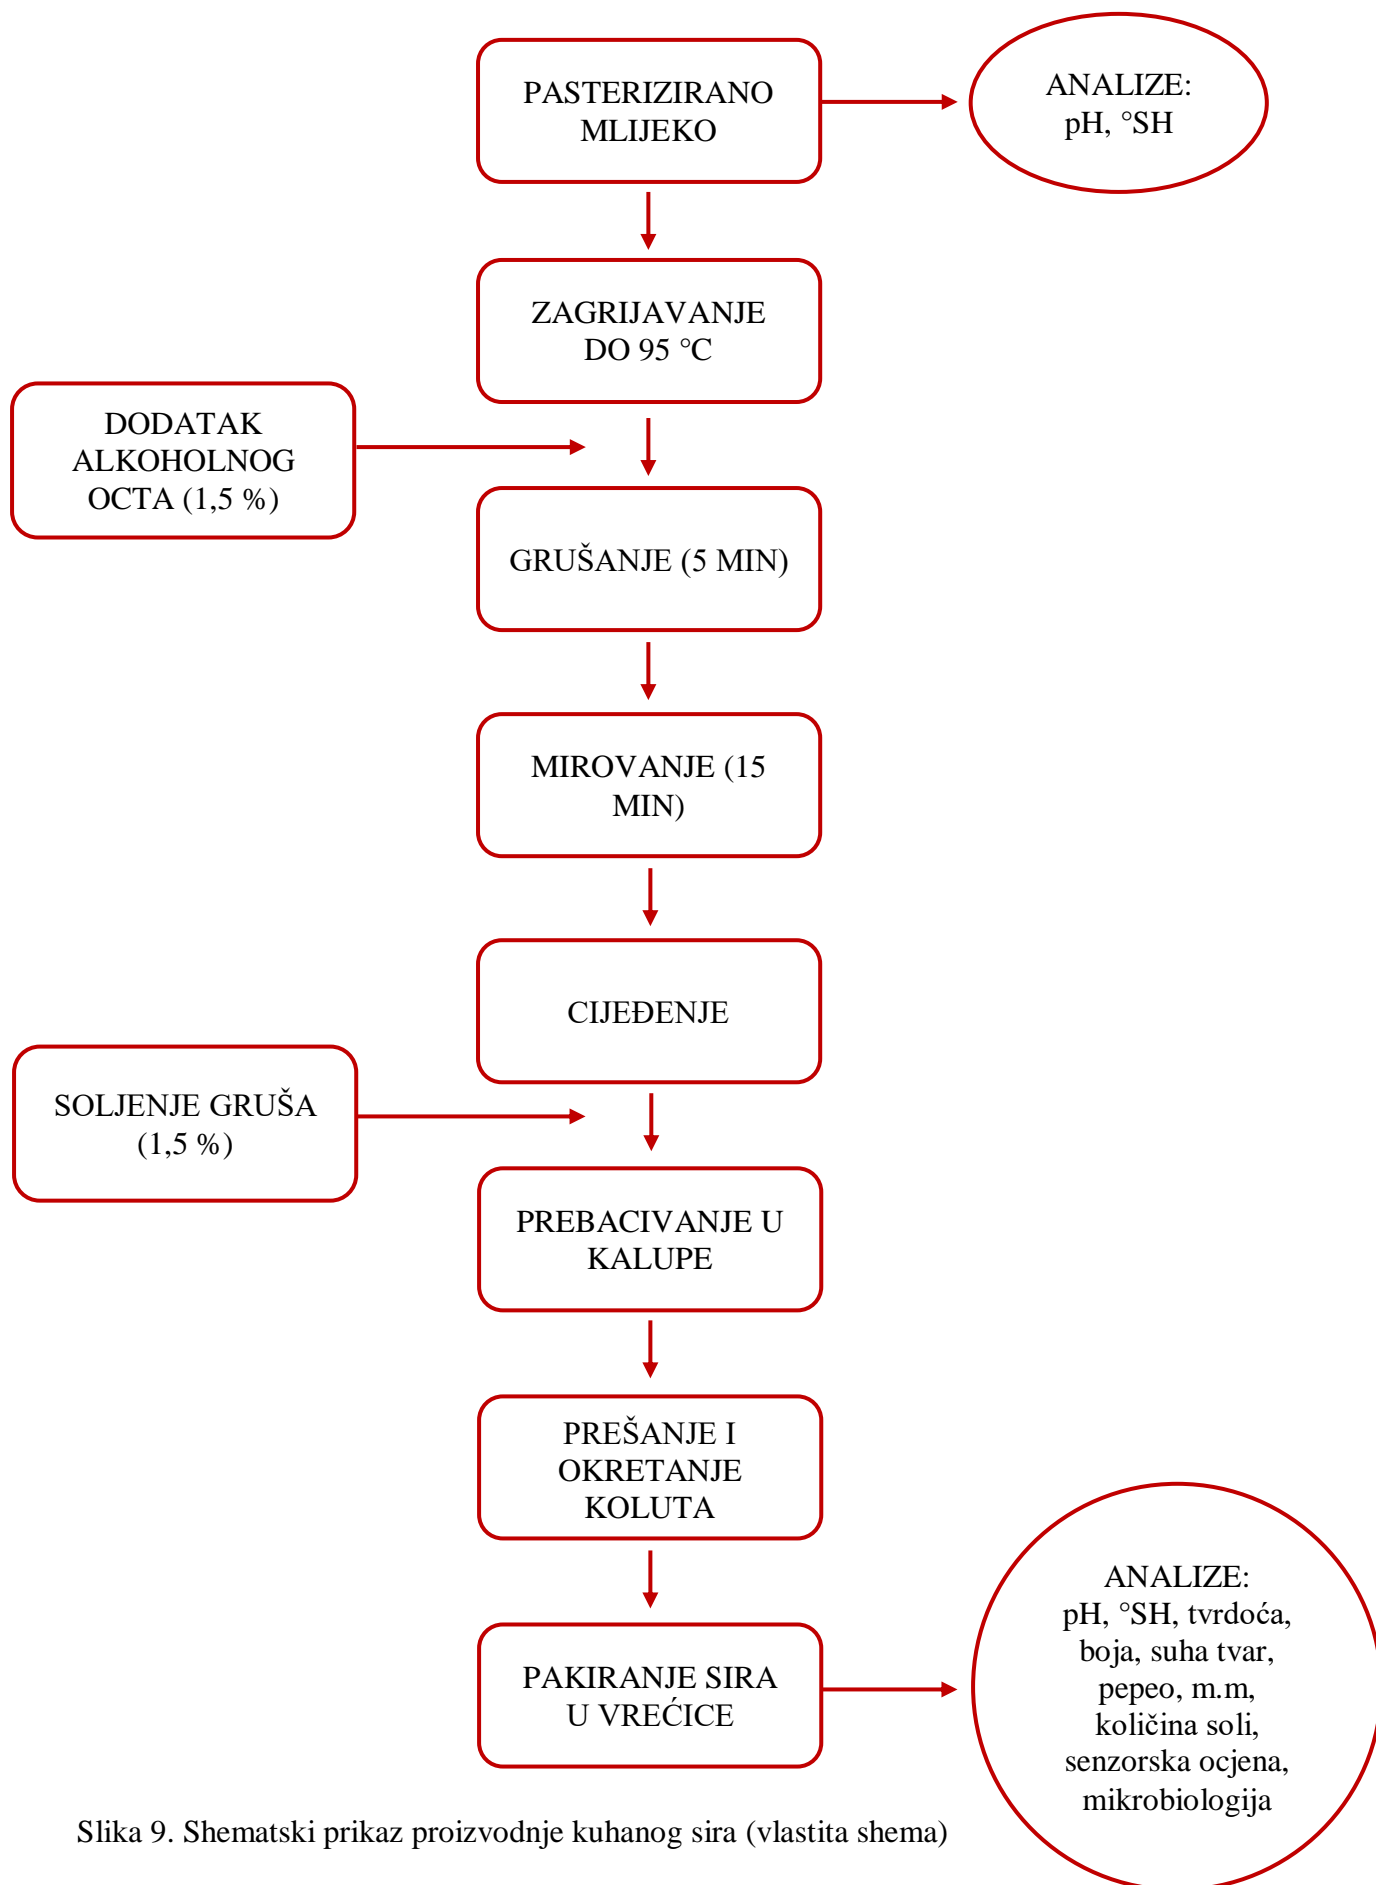 PASTERIZIRANO
MLIJEKO
ANALIZE:
pH, °SH
ZAGRIJAVANJE
DO 95 °C
DODATAK
ALKOHOLNOG
OCTA (1,5 %)
GRUŠANJE (5 MIN)
MIROVANJE (15
MIN)
CIJEĐENJE
SOLJENJE GRUŠA
(1,5 %)
PREBACIVANJE U
KALUPE
PREŠANJE I
OKRETANJE
KOLUTA
PAKIRANJE SIRA
U VREĆICE
ANALIZE:
pH, °SH, tvrdoća,
boja, suha tvar,
pepeo, m.m,
količina soli,
senzorska ocjena,
mikrobiologija
Slika 9. Shematski prikaz proizvodnje kuhanog sira (vlastita shema)